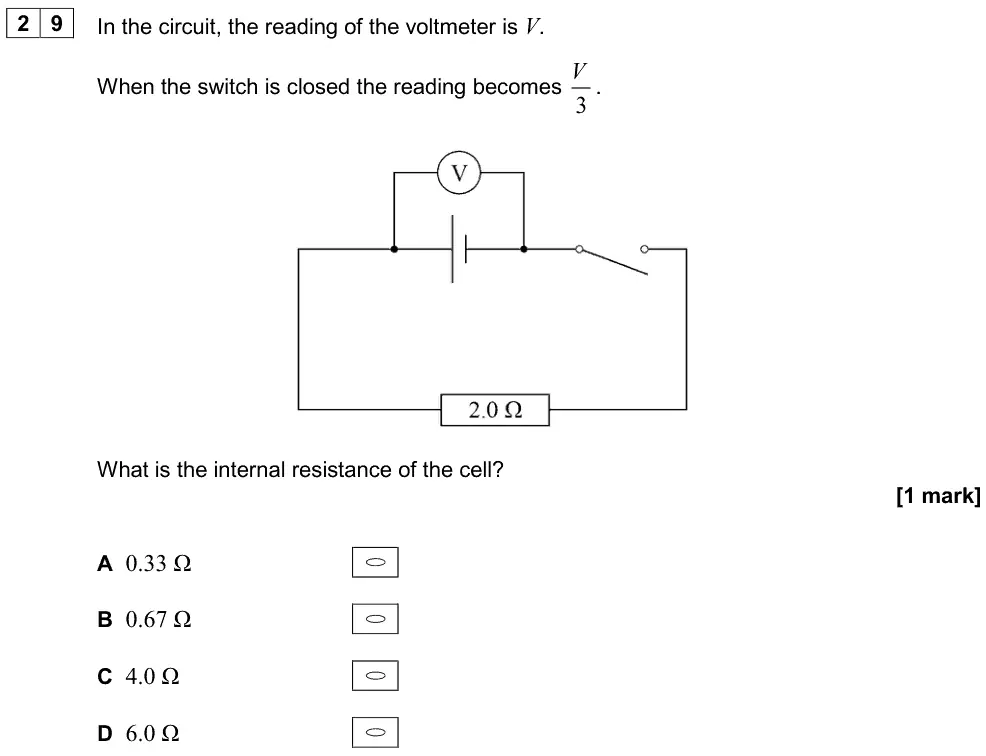 2 9 In the circuit, the reading of the voltmeter is V.
When the switch is closed the reading becomes V/3.
V
2.0 Ω
What is the internal resistance of the cell?
[1 mark]
A 0.33 Ω
B 0.67 Ω
C 4.0 Ω
D 6.0 Ω